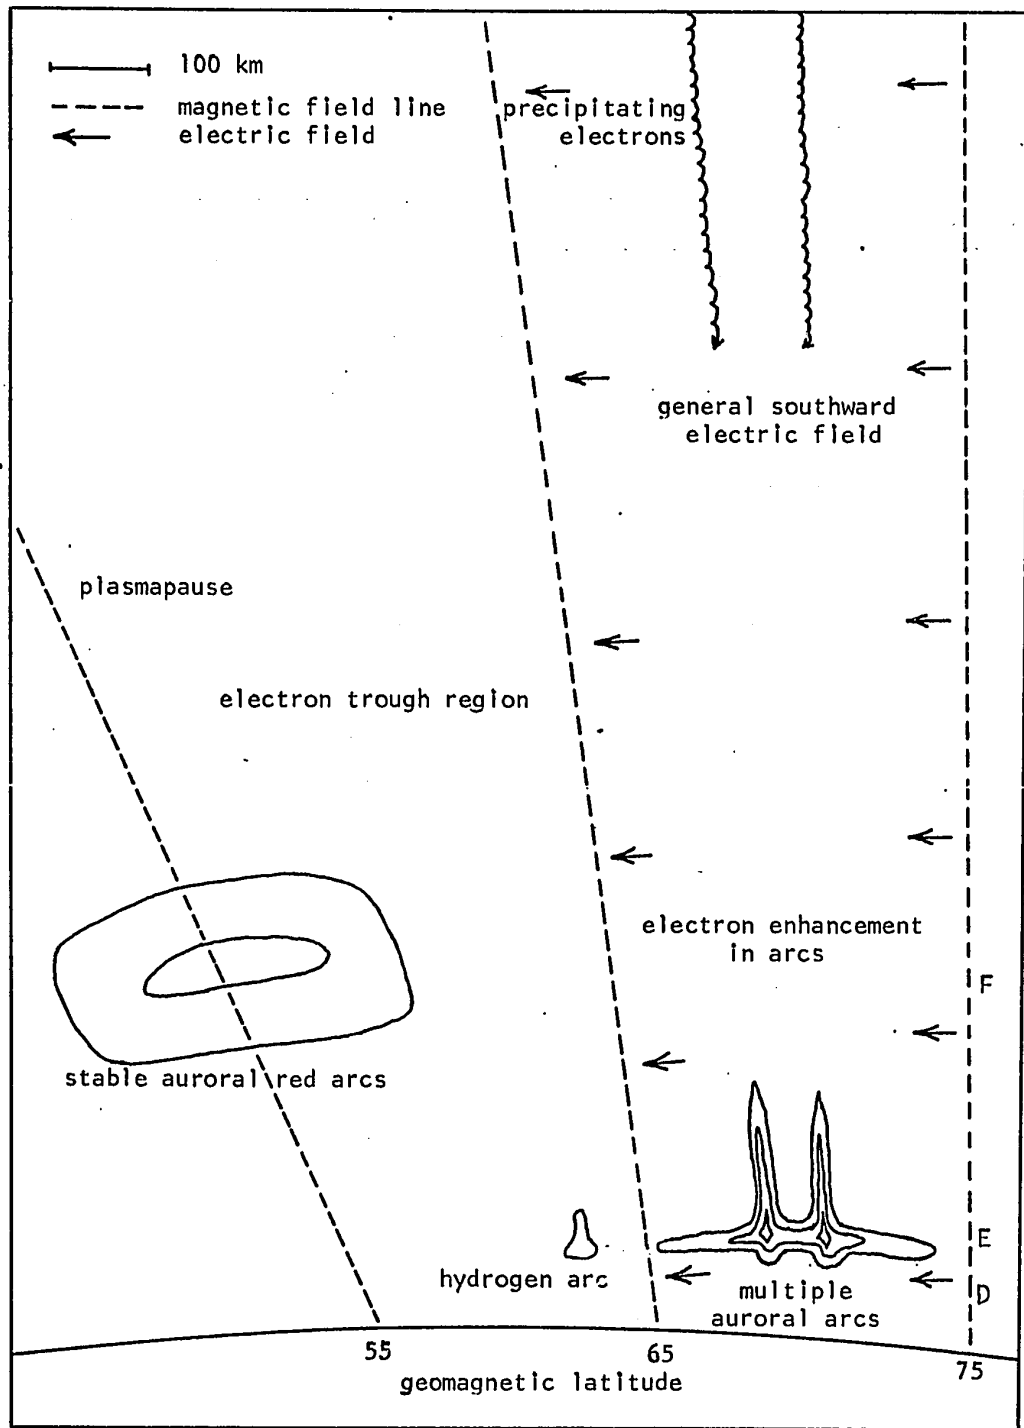 100 km
magnetic field line
electric field
precipitating
electrons
general southward
electric field
plasmapause
electron trough region
electron enhancement
in arcs
F
stable auroral red arcs
E
hydrogen arc
D
multiple
auroral arcs
55
65
75
geomagnetic latitude